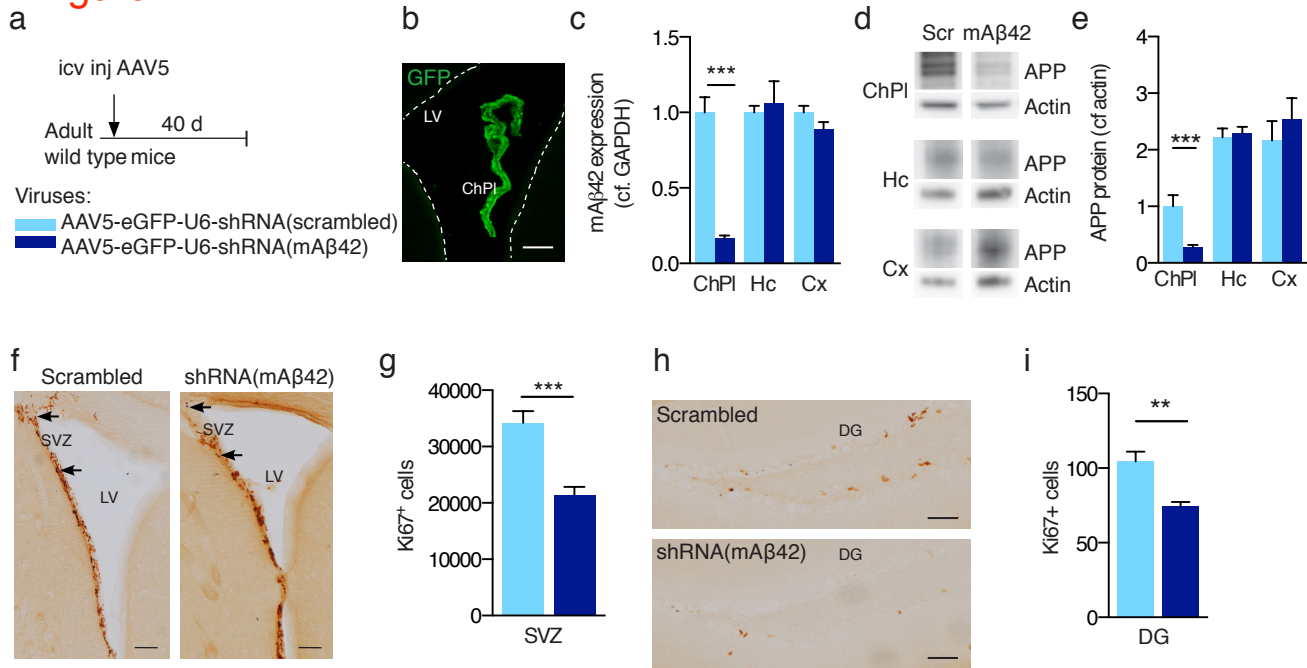 a
icv inj AAV5
40 d
Adult
wild type mice
Viruses:
AAV5-eGFP-U6-shRNA(scrambled)
AAV5-eGFP-U6-shRNA(mAβ42)
b
GFP
LV
ChPl
c
mAβ42 expression
(cf. GAPDH)
1.5
1.0
0.5
0.0
***
ChPl Hc Cx
d
Scr mAβ42
ChPl
APP
Actin
Hc
APP
Actin
Cx
APP
Actin
e
APP protein (cf actin)
4
3
2
1
0
***
ChPl Hc Cx
f
Scrambled
SVZ
LV
shRNA(mAβ42)
SVZ
LV
g
Ki67+ cells
40000
30000
20000
10000
0
***
SVZ
h
Scrambled
DG
shRNA(mAβ42)
DG
i
Ki67+ cells
150
100
50
0
**
DG